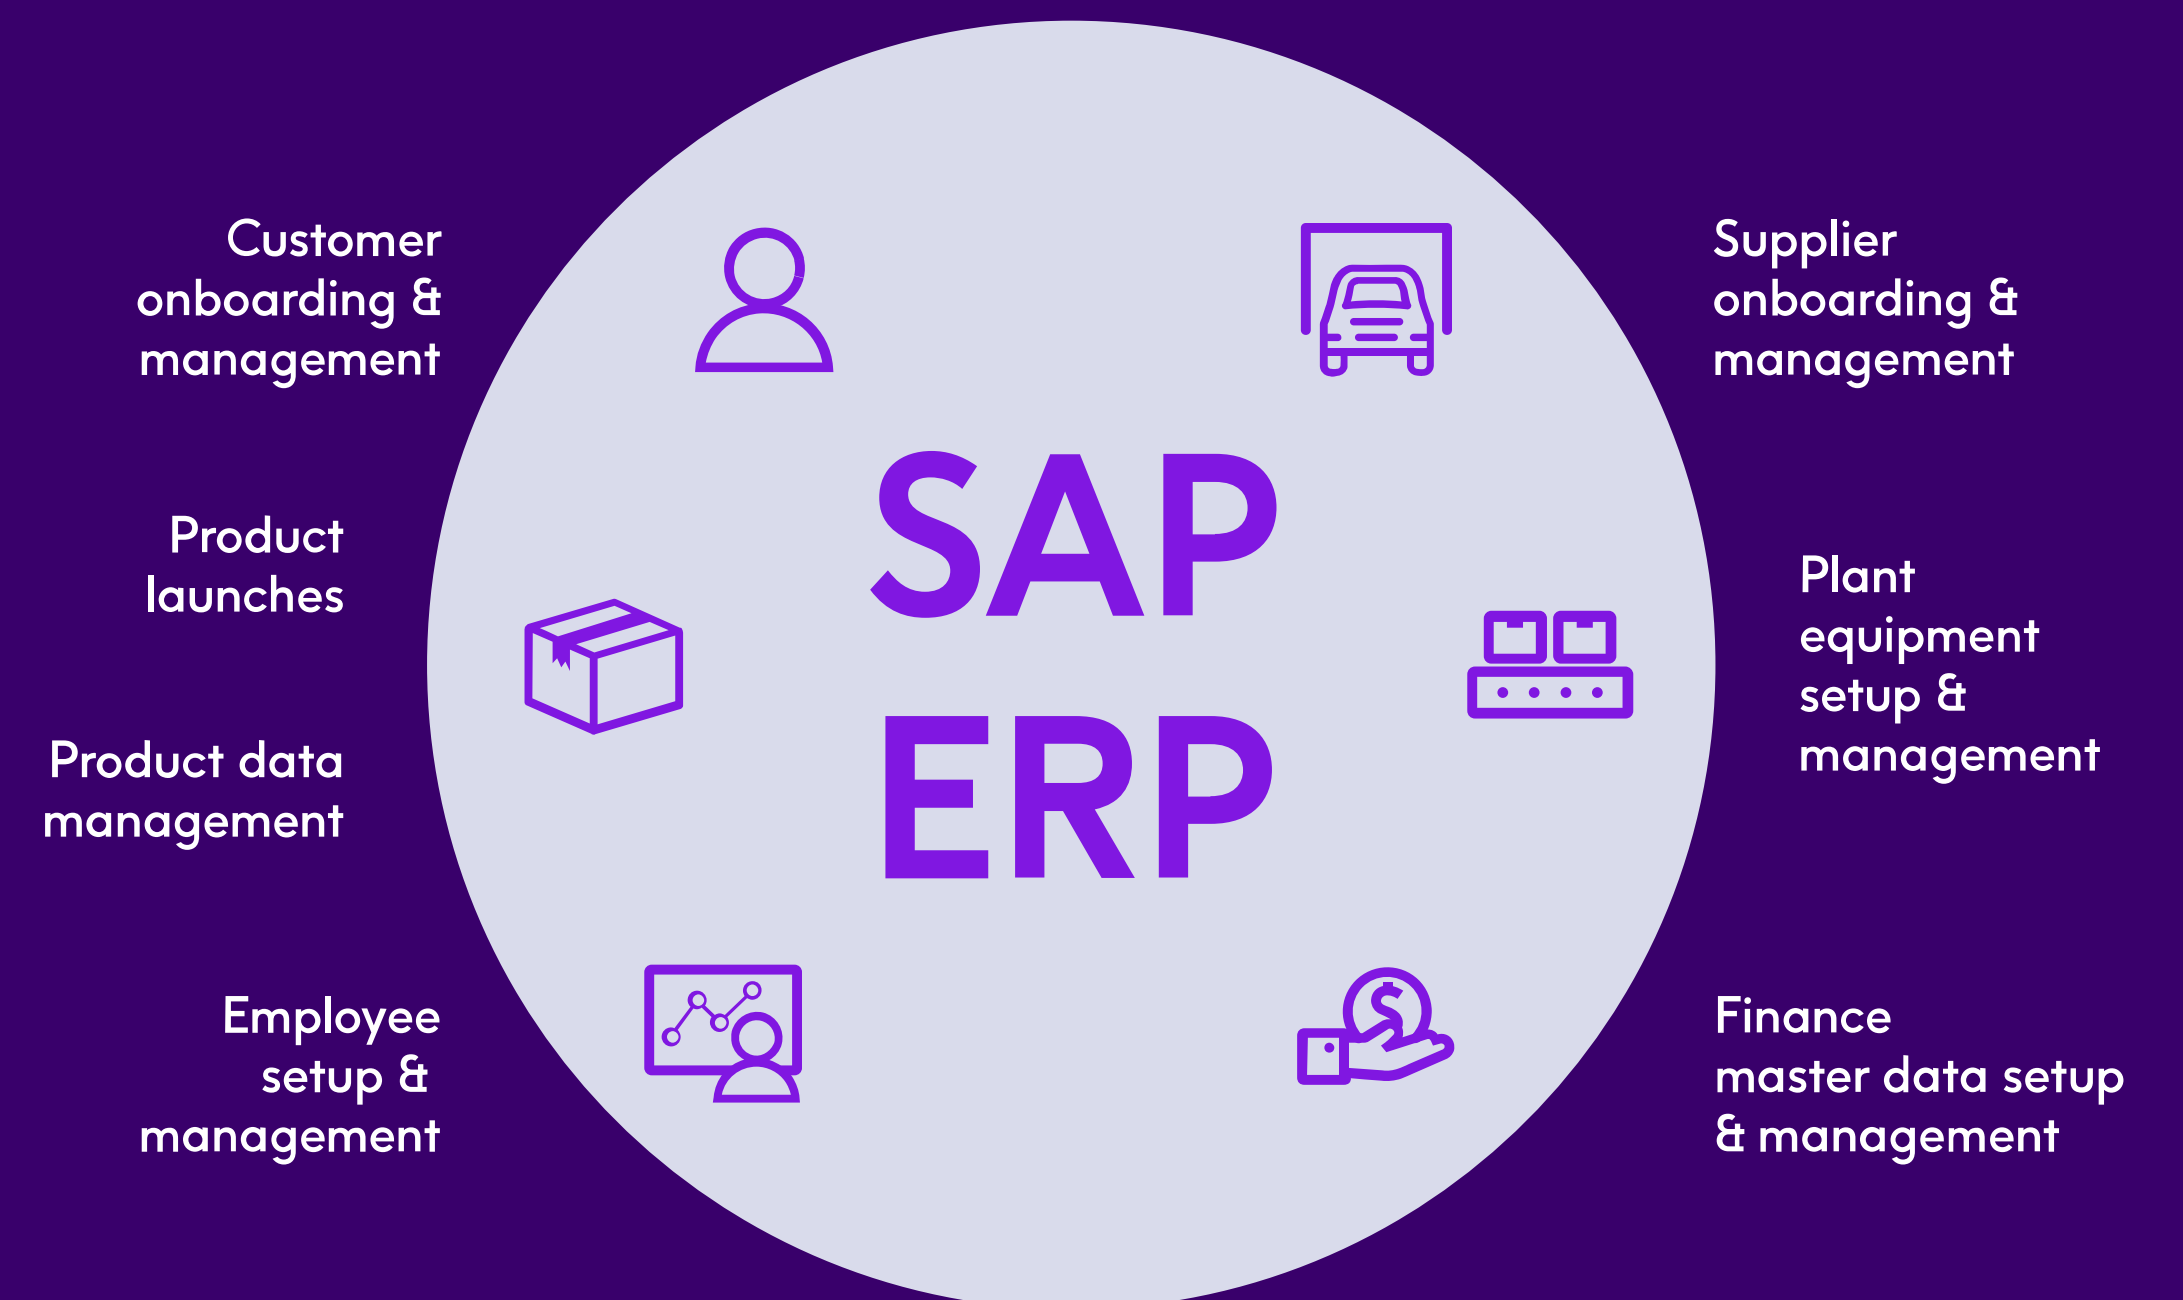 Customer
onboarding &
management
Product
launches
Product data
management
Employee
setup &
management
SAP
ERP
Supplier
onboarding &
management
Plant
equipment
setup &
management
Finance
master data setup
& management
$